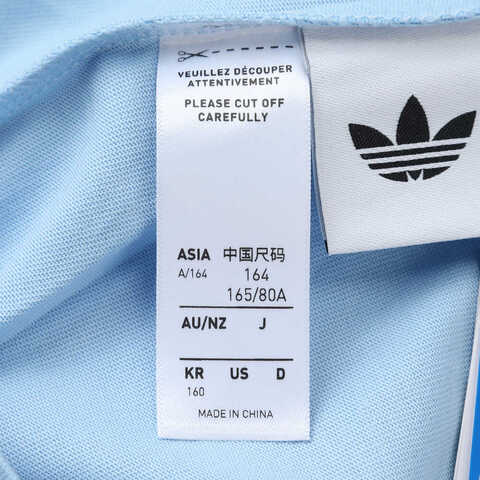 VEUILLEZ DÉCOUPER
ATTENTIVEMENT
PLEASE CUT OFF
CAREFULLY
ASIA 中国尺码
A/164 164
165/80A
AU/NZ J
KR US D
160
MADE IN CHINA